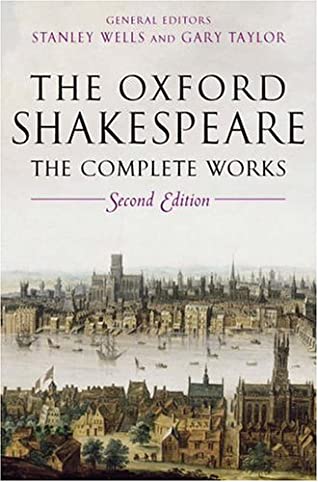 GENERAL EDITORS
STANLEY WELLS AND GARY TAYLOR
THE OXFORD
SHAKESPEARE
THE COMPLETE WORKS
Second Edition